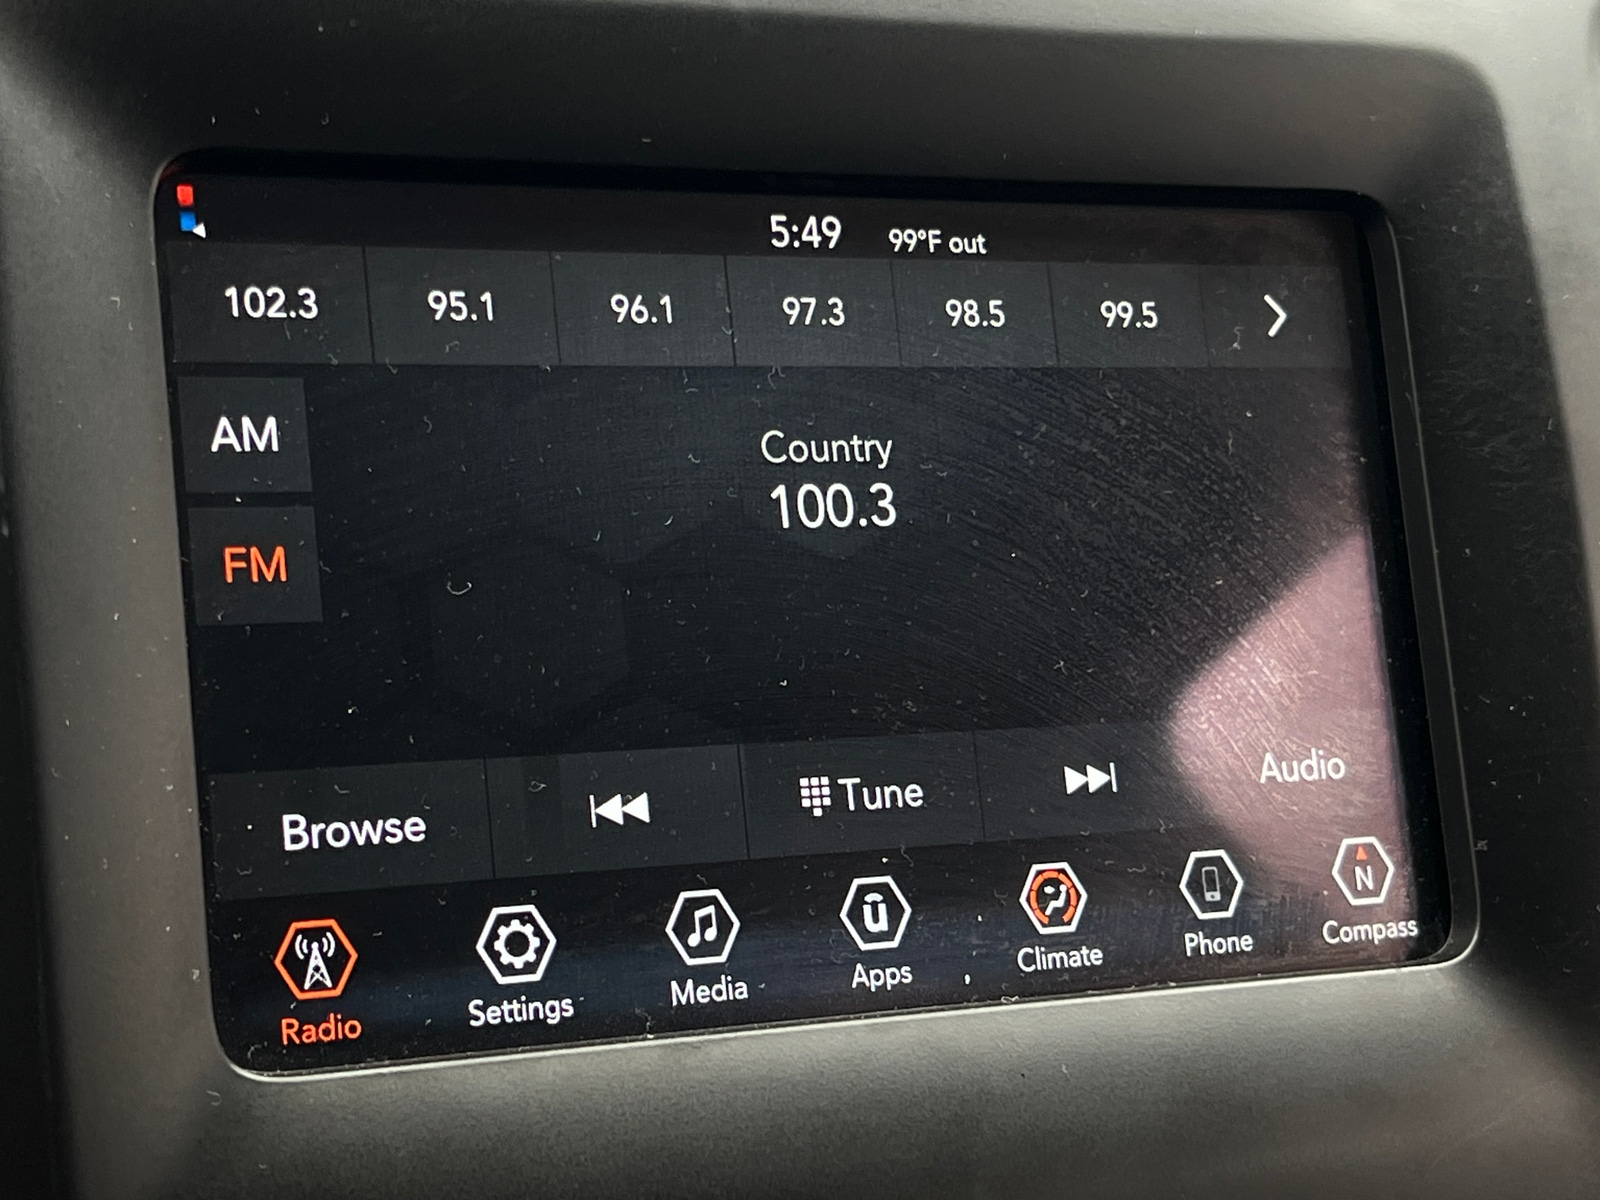 5:49 99°F out
102.3 95.1 96.1 97.3 98.5 99.5
AM
Country
100.3
FM
Browse Tune Audio
Radio Settings Media Apps Climate Phone Compass
N